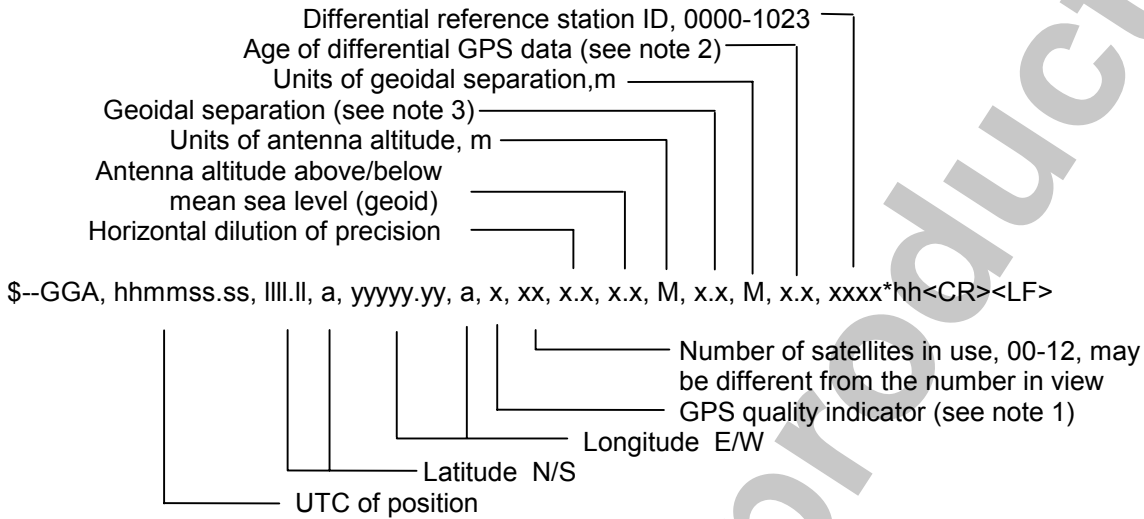 Differential reference station ID, 0000-1023
Age of differential GPS data (see note 2)
Units of geoidal separation,m
Geoidal separation (see note 3)
Units of antenna altitude, m
Antenna altitude above/below
mean sea level (geoid)
Horizontal dilution of precision
$--GGA, hhmmss.ss, llll.ll, a, yyyyy.yy, a, x, xx, x.x, x.x, M, x.x, M, x.x, xxxx*hh<CR><LF>
Number of satellites in use, 00-12, may
be different from the number in view
GPS quality indicator (see note 1)
Longitude E/W
Latitude N/S
UTC of position
product